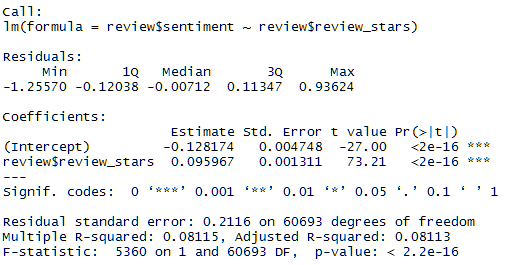 Call:
lm(formula = review$sentiment ~ review$review_stars)
Residuals:
Min 1Q Median 3Q Max
-1.25570 -0.12038 -0.00712 0.11347 0.93624
Coefficients:
Estimate Std. Error t value Pr(>|t|)
(Intercept) -0.128174 0.004748 -27.00 <2e-16 ***
review$review_stars 0.095967 0.001311 73.21 <2e-16 ***
---
Signif. codes: 0 ‘***’ 0.001 ‘**’ 0.01 ‘*’ 0.05 ‘.’ 0.1 ‘ ’ 1
Residual standard error: 0.2116 on 60693 degrees of freedom
Multiple R-squared: 0.08115, Adjusted R-squared: 0.08113
F-statistic: 5360 on 1 and 60693 DF, p-value: < 2.2e-16